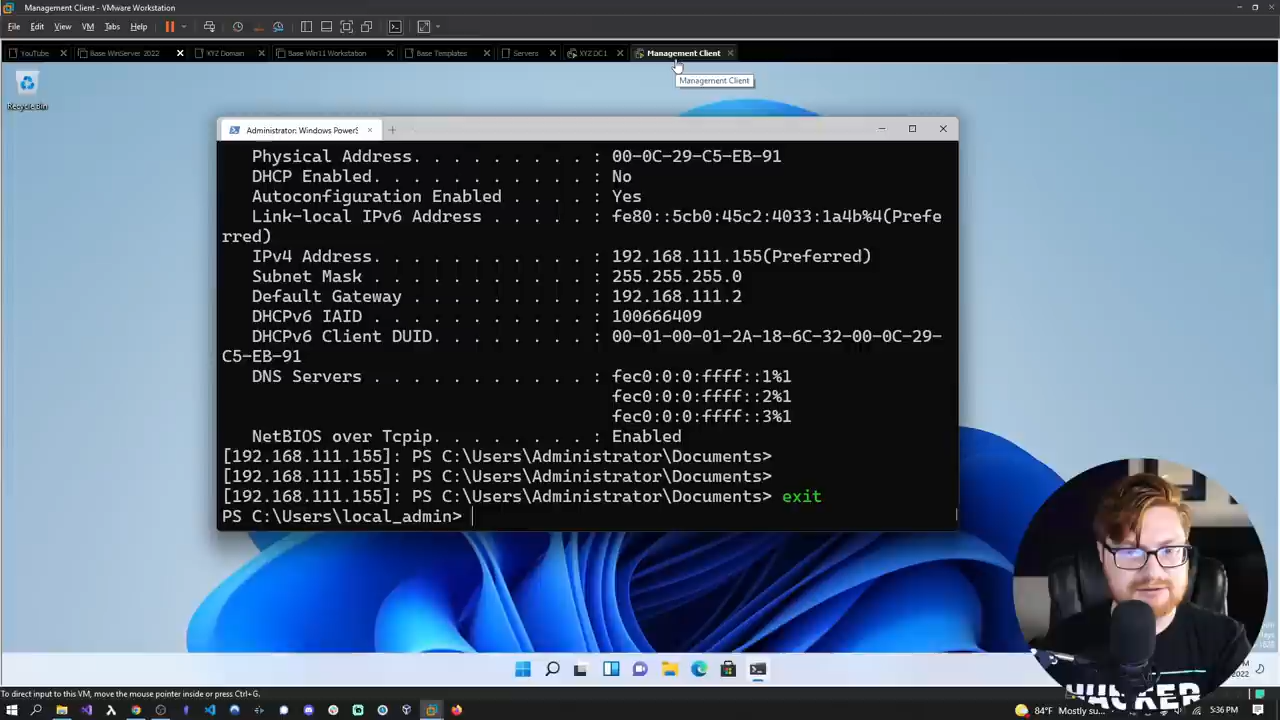 Management Client - VMware Workstation
File Edit View VM Tabs Help
YouTube Base WinServer 2022 XYZ Domain Base Win11 Workstation Base Templates Servers XYZ DC1 Management Client
Management Client
Recycle Bin
Administrator: Windows PowerS
Physical Address. . . . . . . . . : 00-0C-29-C5-EB-91
DHCP Enabled. . . . . . . . . . . : No
Autoconfiguration Enabled . . . . : Yes
Link-local IPv6 Address . . . . . : fe80::5cb0:45c2:4033:1a4b%4(Prefe
rred)
IPv4 Address. . . . . . . . . . . : 192.168.111.155(Preferred)
Subnet Mask . . . . . . . . . . . : 255.255.255.0
Default Gateway . . . . . . . . . : 192.168.111.2
DHCPv6 IAID . . . . . . . . . . . : 100666409
DHCPv6 Client DUID. . . . . . . . : 00-01-00-01-2A-18-6C-32-00-0C-29-
C5-EB-91
DNS Servers . . . . . . . . . . . : fec0:0:0:ffff::1%1
fec0:0:0:ffff::2%1
fec0:0:0:ffff::3%1
NetBIOS over Tcpip. . . . . . . . : Enabled
[192.168.111.155]: PS C:\Users\Administrator\Documents>
[192.168.111.155]: PS C:\Users\Administrator\Documents>
[192.168.111.155]: PS C:\Users\Administrator\Documents> exit
PS C:\Users\local_admin>
HACKER
To direct input to this VM, move the mouse pointer inside or press Ctrl+G.
84°F Mostly su... 5:36 PM